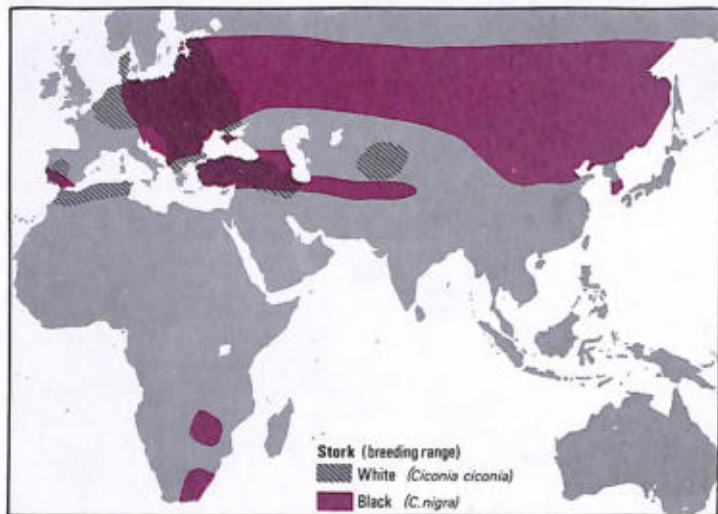 Stork (breeding range)
White (Ciconia ciconia)
Black (C. nigra)